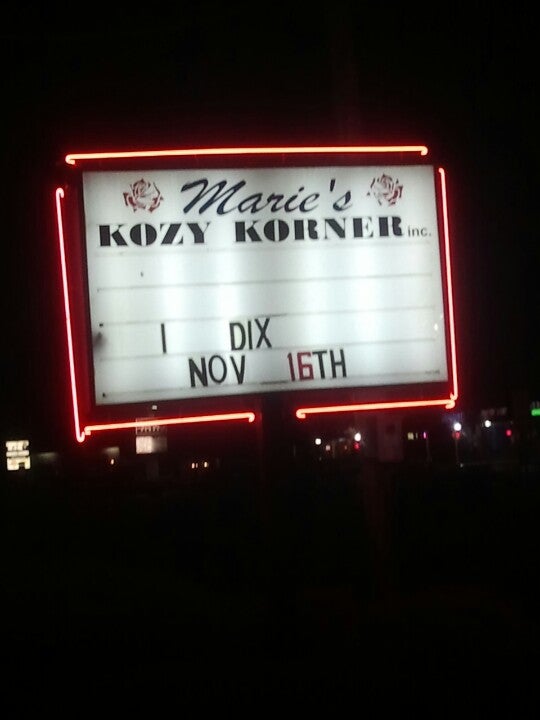 Marie's
KOZY KORNER inc.
I DIX
NOV 16TH